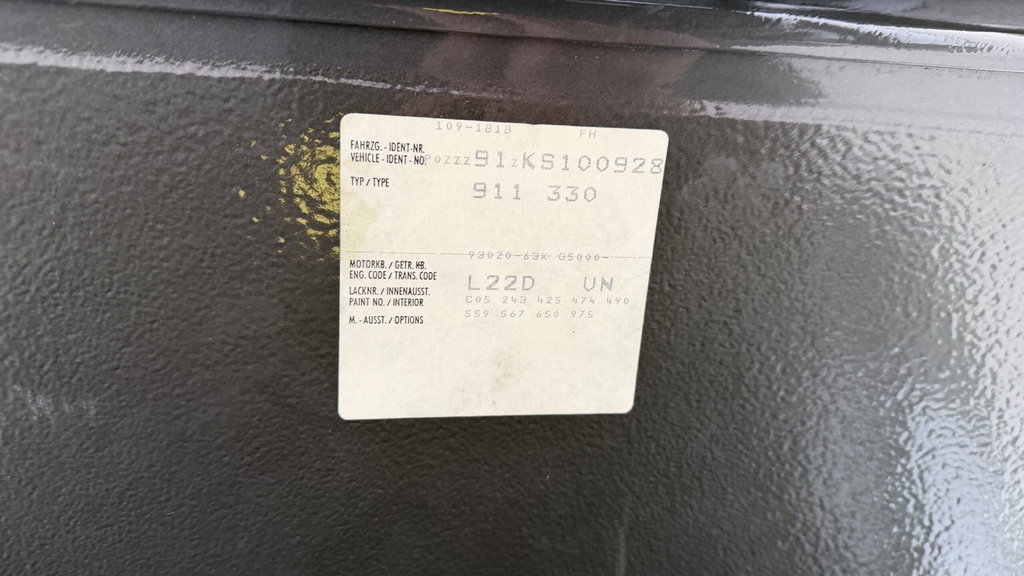 109-1818 FH
FAHRZG. - IDENT-NR.
VEHICLE - IDENT - NO. POZZZ91ZKS100928
TYP / TYPE 911 330
93020-63K 05000-
MOTORKB. / GETR. KB.
ENG. CODE / TRANS. CODE
L22D UN
LACKNR. / INNENAUSST.
PAINT NO. / INTERIOR C05 243 425 474 490
M. - AUSST. / OPTIONS 559 567 650 975